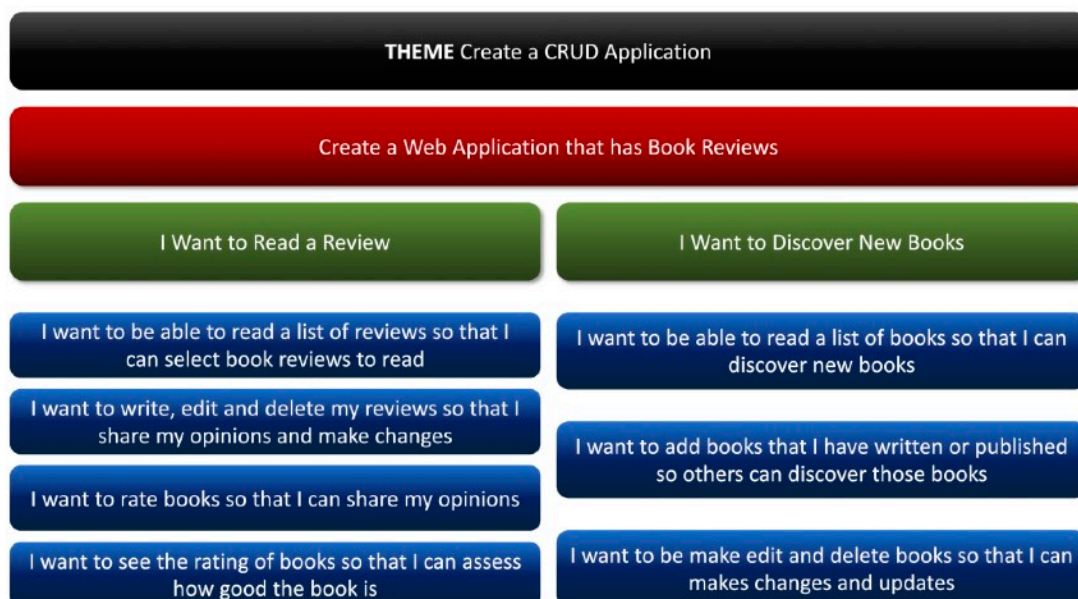 THEME Create a CRUD Application
Create a Web Application that has Book Reviews
I Want to Read a Review
I Want to Discover New Books
I want to be able to read a list of reviews so that I
can select book reviews to read
I want to write, edit and delete my reviews so that I
share my opinions and make changes
I want to rate books so that I can share my opinions
I want to see the rating of books so that I can assess
how good the book is
I want to be able to read a list of books so that I can
discover new books
I want to add books that I have written or published
so others can discover those books
I want to be make edit and delete books so that I can
makes changes and updates